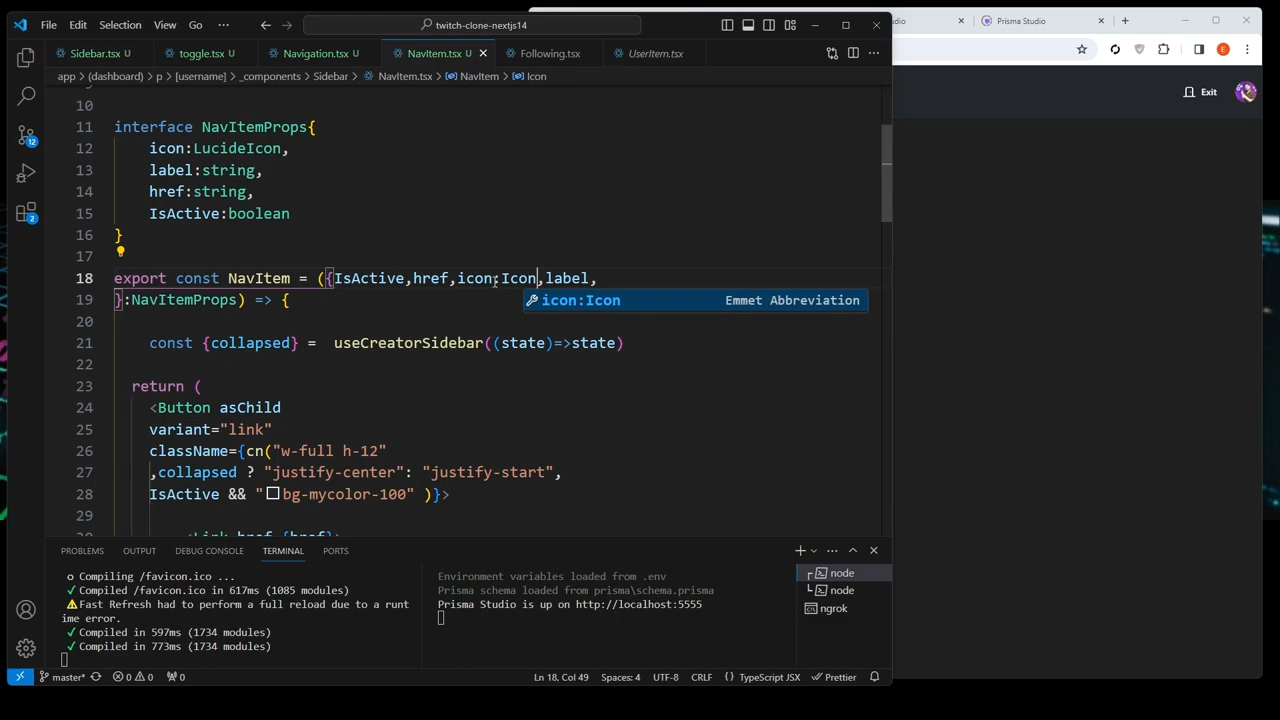 File Edit Selection View Go ··· twitch-clone-nextjs14
Sidebar.tsx U toggle.tsx U Navigation.tsx U NavItem.tsx U Following.tsx UserItem.tsx
dio Prisma Studio
app > (dashboard) > p > [username] > _components > Sidebar > NavItem.tsx > NavItem > Icon
E
Exit
10
11 interface NavItemProps{
12 icon:LucideIcon,
13 label:string,
14 href:string,
15 IsActive:boolean
16 }
17
18 export const NavItem = ({IsActive,href,icon:Icon,label,
19 }:NavItemProps) => {
icon:Icon Emmet Abbreviation
20
21 const {collapsed} = useCreatorSidebar((state)=>state)
22
23 return (
24 <Button asChild
25 variant="link"
26 className={cn("w-full h-12"
27 ,collapsed ? "justify-center": "justify-start",
28 IsActive && "bg-mycolor-100" )}>
29
12
2
PROBLEMS OUTPUT DEBUG CONSOLE TERMINAL PORTS
o Compiling /favicon.ico ...
✓ Compiled /favicon.ico in 617ms (1085 modules)
⚠Fast Refresh had to perform a full reload due to a runt
ime error.
✓ Compiled in 597ms (1734 modules)
✓ Compiled in 773ms (1734 modules)
Environment variables loaded from .env
Prisma schema loaded from prisma\schema.prisma
Prisma Studio is up on http://localhost:5555
node
node
ngrok
master* 0 0 0 Ln 18, Col 49 Spaces: 4 UTF-8 CRLF {} TypeScript JSX Prettier